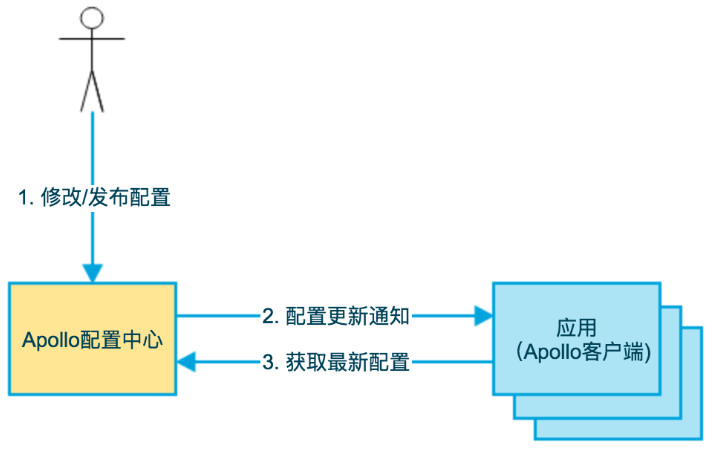 1. 修改/发布配置
Apollo配置中心
2. 配置更新通知
3. 获取最新配置
应用
（Apollo客户端)